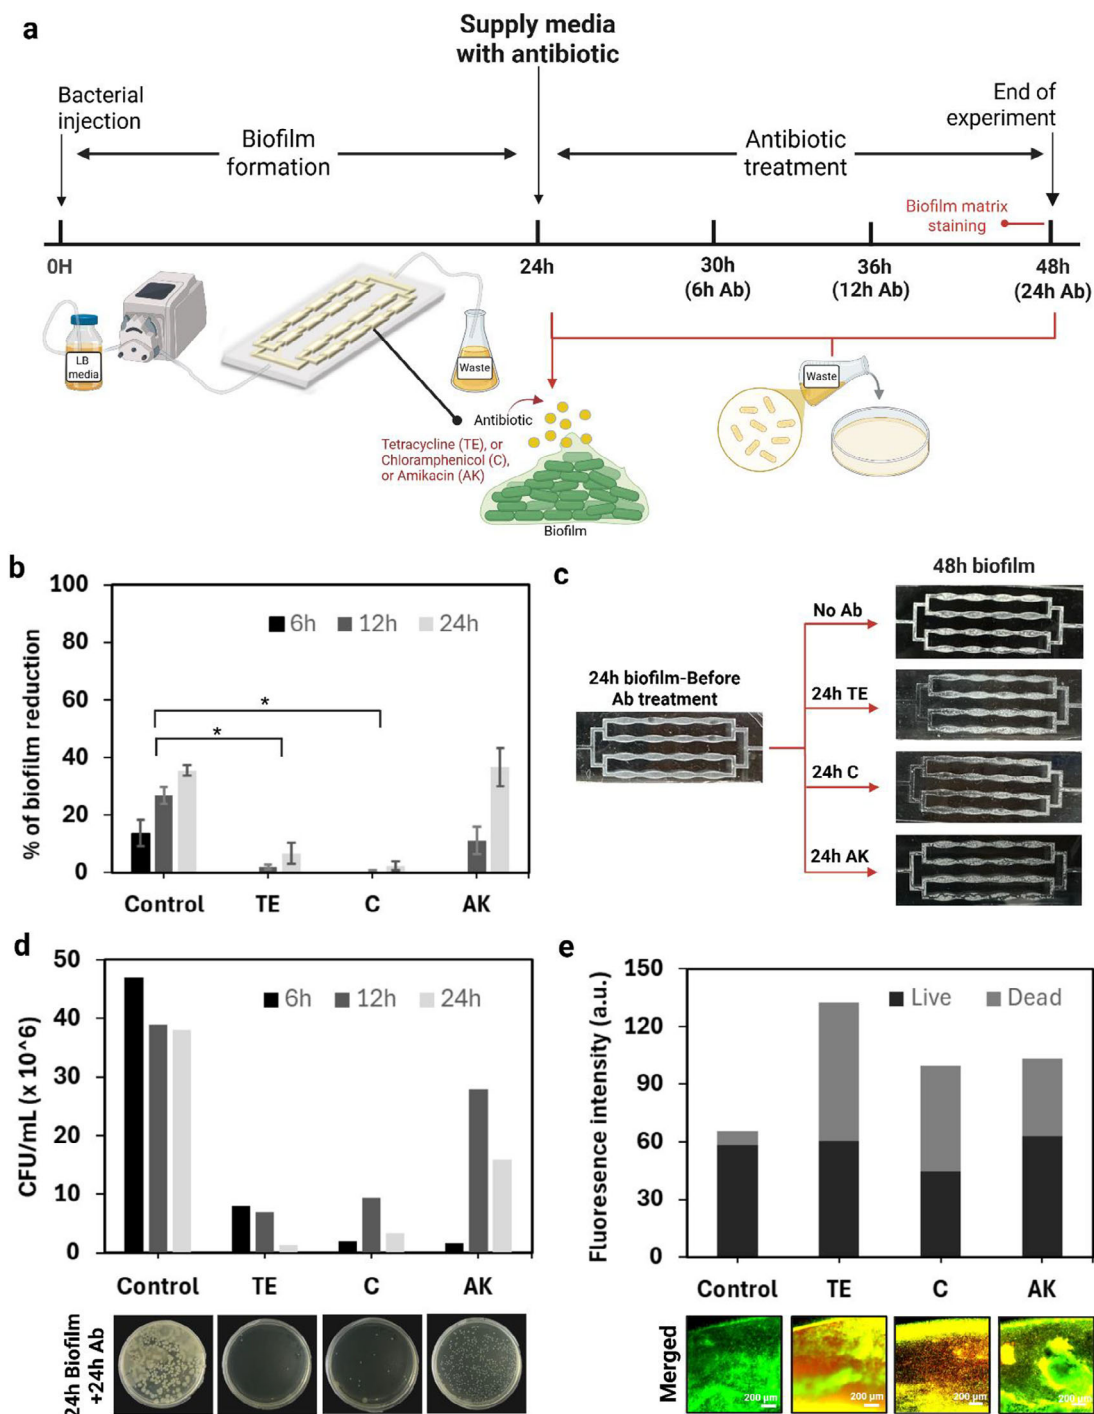 a
Supply media
with antibiotic
Bacterial
injection
Biofilm
formation
Antibiotic
treatment
End of
experiment
Biofilm matrix
staining
0H
24h
30h
(6h Ab)
36h
(12h Ab)
48h
(24h Ab)
LB
media
Waste
Waste
Antibiotic
Tetracycline (TE), or
Chloramphenicol (C),
or Amikacin (AK)
Biofilm
b
% of biofilm reduction
100
80
60
40
20
0
6h 12h 24h
*
*
Control TE C AK
c
48h biofilm
24h biofilm-Before
Ab treatment
No Ab
24h TE
24h C
24h AK
d
CFU/mL (x 10^6)
50
40
30
20
10
0
6h 12h 24h
Control TE C AK
24h Biofilm
+24h Ab
e
Fluoresence intensity (a.u.)
150
120
90
60
30
0
Live Dead
Control TE C AK
Merged
200 µm
200 µm
200 µm
200 µm